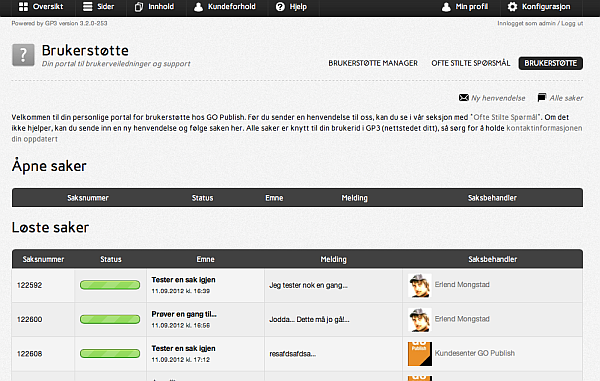 Oversikt Sider Innhold Kundeforhold Hjelp Min profil Konfigurasjon
Powered by GP3 version 3.2.0-253 Innlogget som admin / Logg ut
Brukerstøtte
Din portal til brukerveiledninger og support
BRUKERSTØTTE MANAGER OFTE STILTE SPØRSMÅL BRUKERSTØTTE
Ny henvendelse Alle saker
Velkommen til din personlige portal for brukerstøtte hos GO Publish. Før du sender en henvendelse til oss, kan du se i vår seksjon med "Ofte Stilte Spørmål". Om det
ikke hjelper, kan du sende inn en ny henvendelse og følge saken her. Alle saker er knytt til din brukerid i GP3 (nettstedet ditt), så sørg for å holde kontaktinformasjonen
din oppdatert
Åpne saker
Saksnummer Status Emne Melding Saksbehandler
Løste saker
Saksnummer Status Emne Melding Saksbehandler
122592 Tester en sak igjen Jeg tester nok en gang... Erlend Mongstad
11.09.2012 kl. 16:39
122600 Prøver en gang til... Jodda... Dette må jo gå!... Erlend Mongstad
11.09.2012 kl. 16:56
122608 Tester en sak igjen resafdsafdsa... Kundesenter GO Publish
11.09.2012 kl. 17:12
GO
Publish